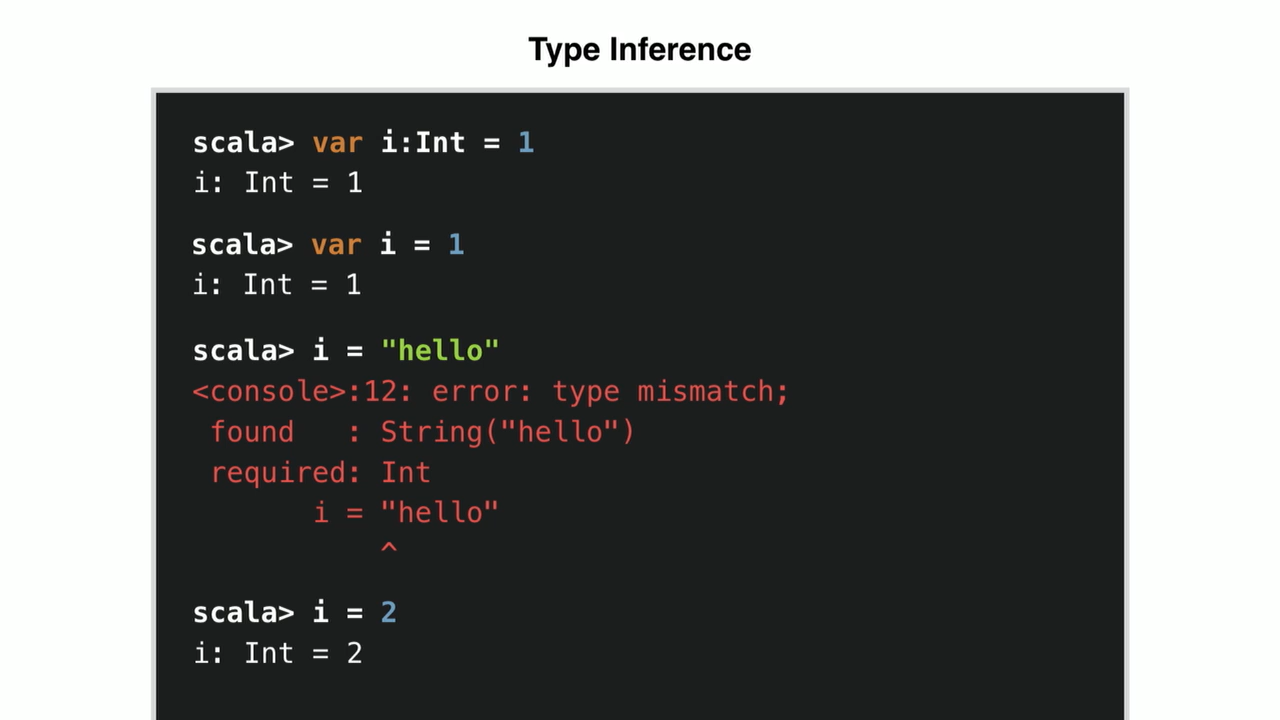 Type Inference
scala> var i:Int = 1
i: Int = 1
scala> var i = 1
i: Int = 1
scala> i = "hello"
<console>:12: error: type mismatch;
 found   : String("hello")
 required: Int
       i = "hello"
           ^
scala> i = 2
i: Int = 2